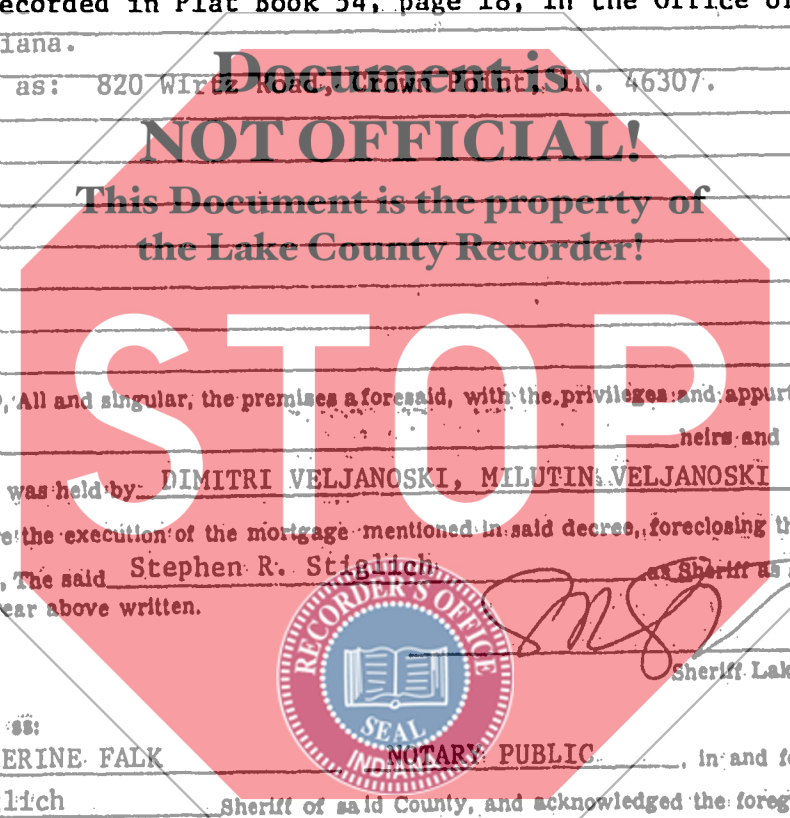 ecorded in Plat Book 54, page 18, in the Office of
iana.
as: 820 Wirtz Road, Crown Point, IN. 46307.
Document is
NOT OFFICIAL!
This Document is the property of
the Lake County Recorder!
STOP
All and singular, the premises aforesaid, with the privileges and appurt
heirs and
was held by DIMITRI VELJANOSKI, MILUTIN VELJANOSKI
re the execution of the mortgage mentioned in said decree, foreclosing th
The said Stephen R. Stiglich as Sheriff as
ear above written.
Sheriff Lak
RECORDER'S OFFICE
SEAL
INDIANA
ss:
ERINE FALK NOTARY PUBLIC, in and f
lich Sheriff of said County, and acknowledged the foreg